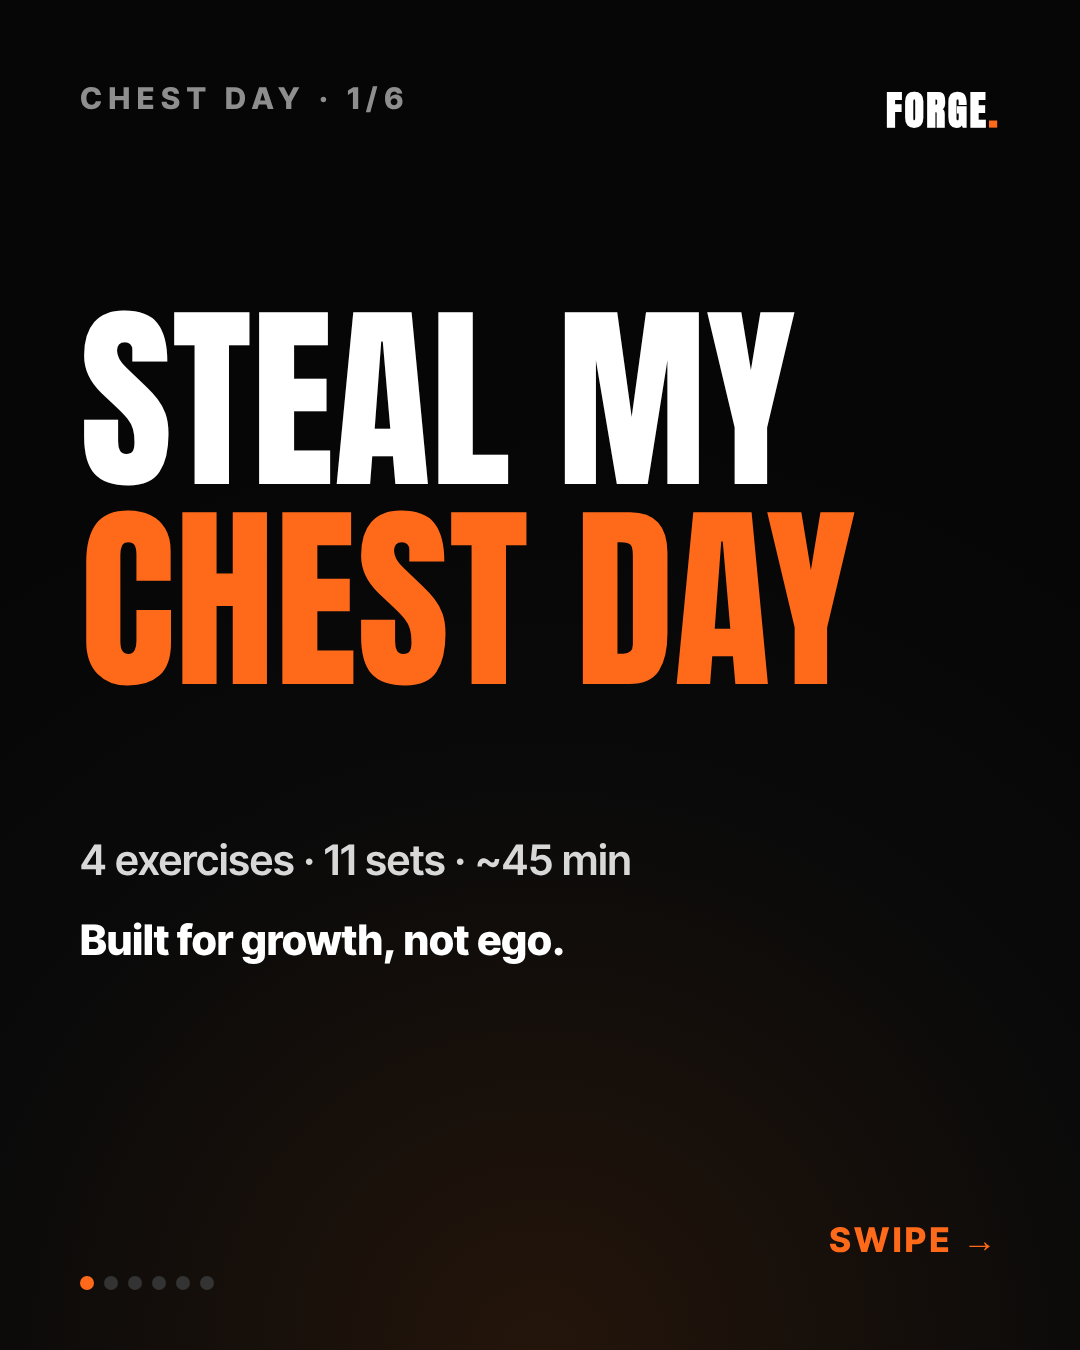 CHEST DAY · 1/6
FORGE.
STEAL MY
CHEST DAY
4 exercises · 11 sets · ~45 min
Built for growth, not ego.
SWIPE →